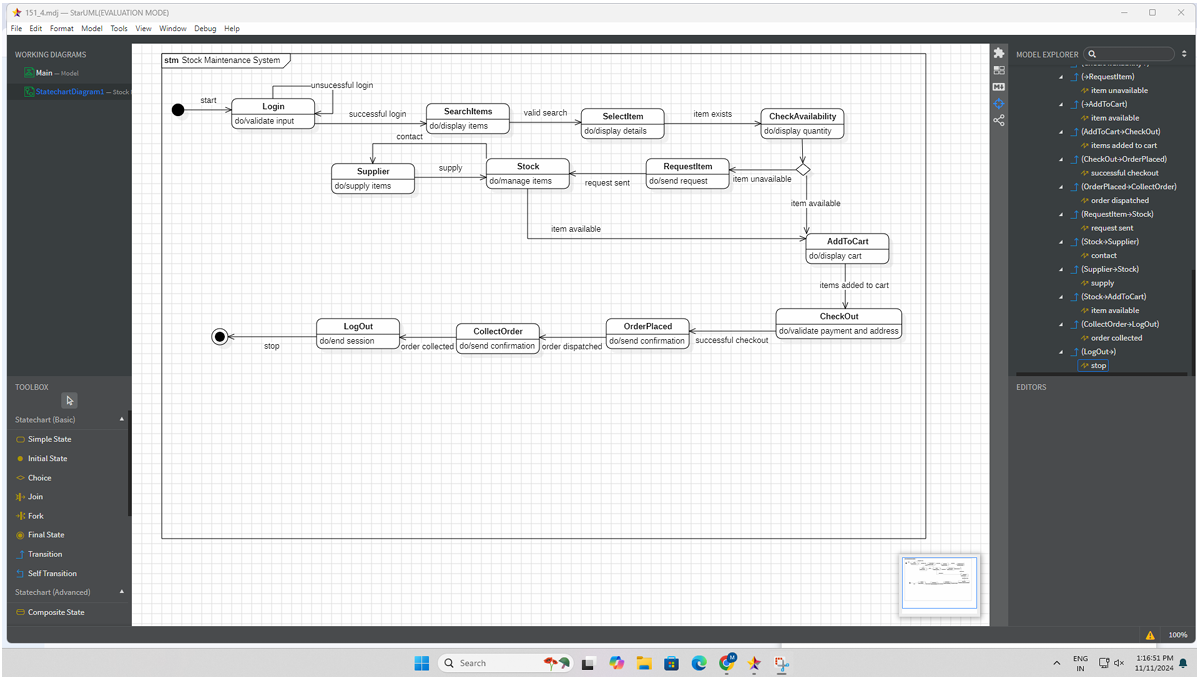 151_4.mdj — StarUML(EVALUATION MODE)
File Edit Format Model Tools View Window Debug Help
WORKING DIAGRAMS
Main — Model
StatechartDiagram1 — Stock
TOOLBOX
Statechart (Basic)
Simple State
Initial State
Choice
Join
Fork
Final State
Transition
Self Transition
Statechart (Advanced)
Composite State
stm Stock Maintenance System
unsucessful login
start
Login
do/validate input
successful login
SearchItems
do/display items
valid search
SelectItem
do/display details
item exists
CheckAvailability
do/display quantity
contact
Supplier
do/supply items
supply
Stock
do/manage items
request sent
RequestItem
do/send request
item unavailable
item available
item available
AddToCart
do/display cart
items added to cart
CheckOut
do/validate payment and address
successful checkout
OrderPlaced
do/send confirmation
order dispatched
CollectOrder
do/send confirmation
order collected
LogOut
do/end session
stop
MODEL EXPLORER
(→RequestItem)
item unavailable
(→AddToCart)
item available
(AddToCart→CheckOut)
items added to cart
(CheckOut→OrderPlaced)
successful checkout
(OrderPlaced→CollectOrder)
order dispatched
(RequestItem→Stock)
request sent
(Stock→Supplier)
contact
(Supplier→Stock)
supply
(Stock→AddToCart)
item available
(CollectOrder→LogOut)
order collected
(LogOut→)
stop
EDITORS
100%
Search
M
ENG
IN
1:16:51 PM
11/11/2024